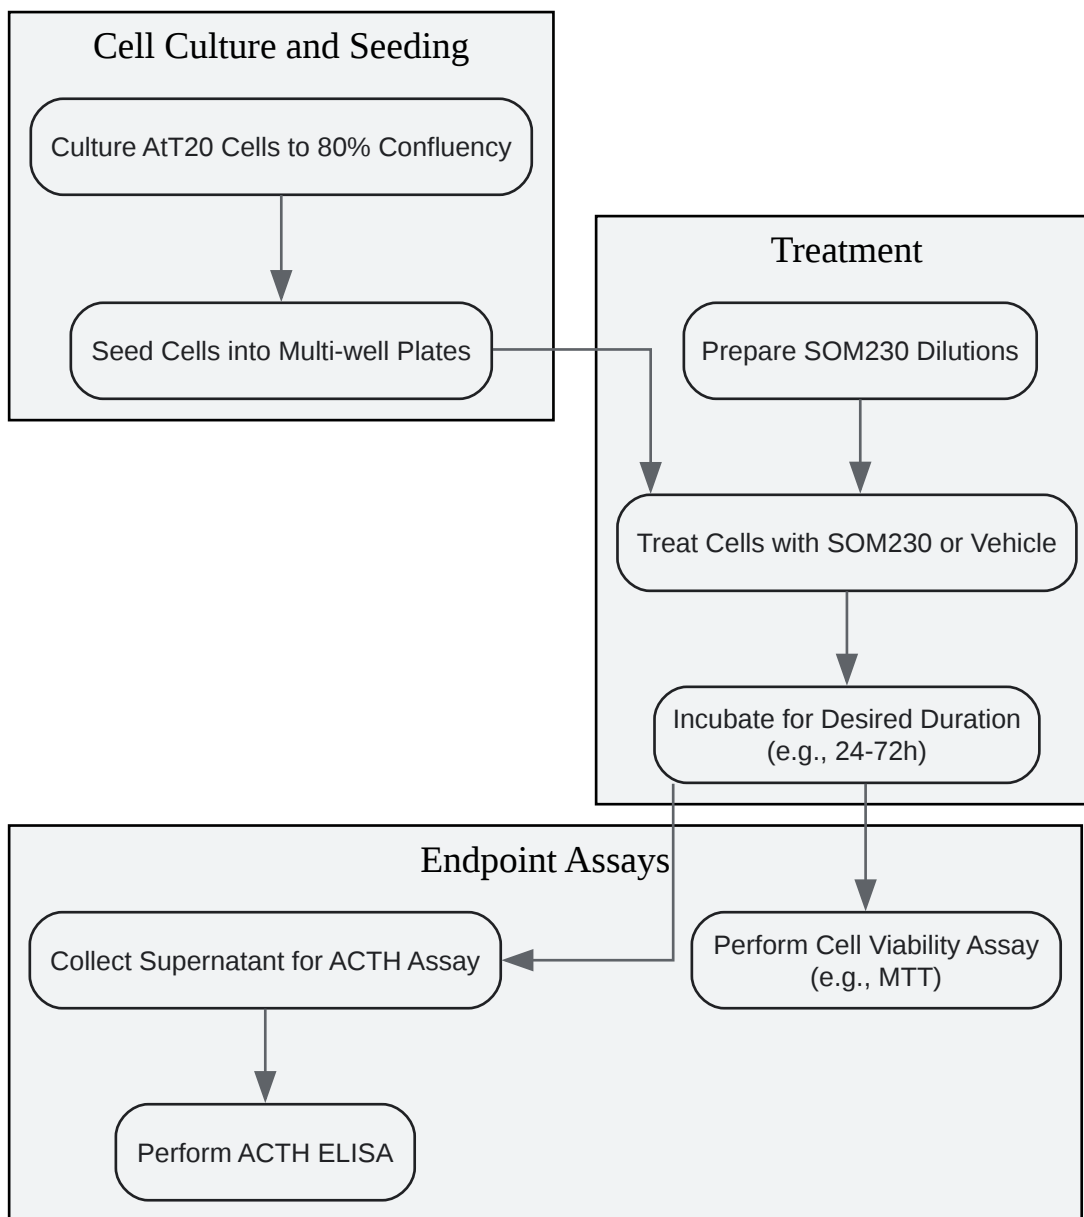 Cell Culture and Seeding
Culture AtT20 Cells to 80% Confluency
Seed Cells into Multi-well Plates
Treatment
Prepare SOM230 Dilutions
Treat Cells with SOM230 or Vehicle
Incubate for Desired Duration
(e.g., 24-72h)
Endpoint Assays
Collect Supernatant for ACTH Assay
Perform Cell Viability Assay
(e.g., MTT)
Perform ACTH ELISA